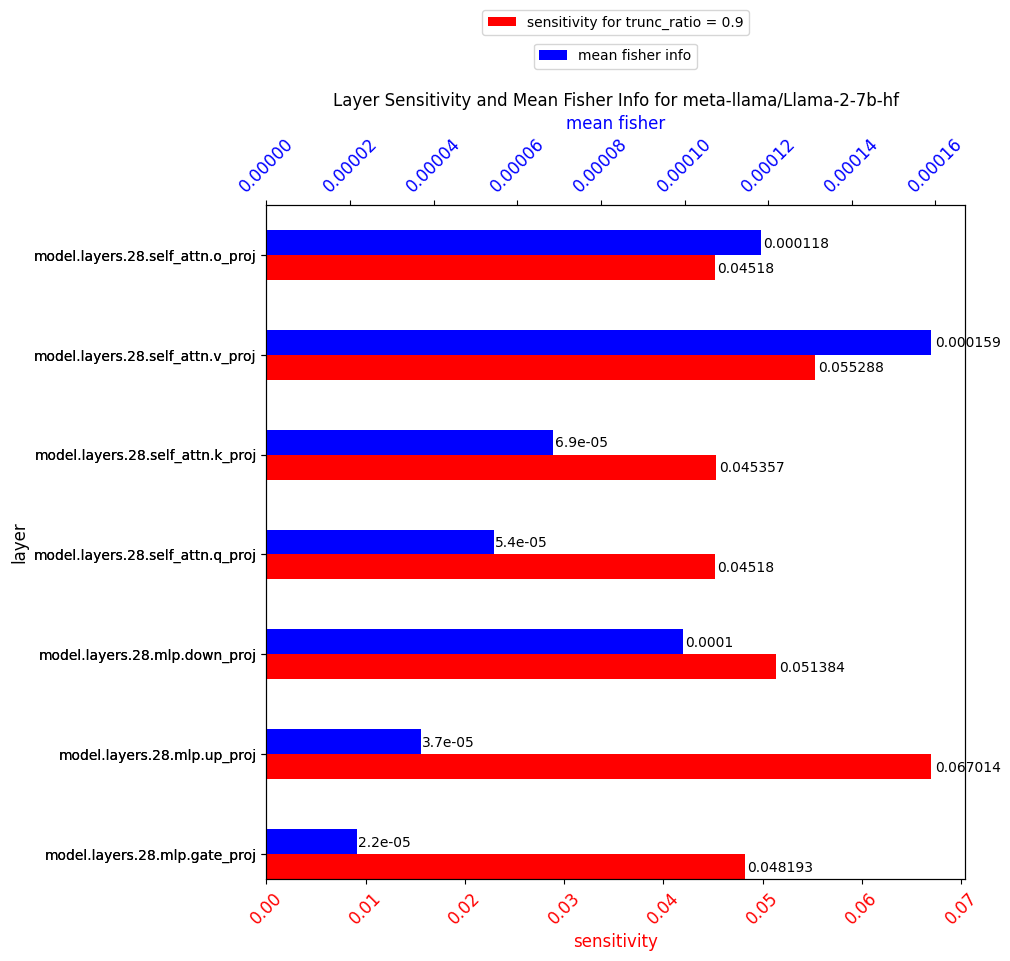 sensitivity for trunc_ratio = 0.9
mean fisher info
Layer Sensitivity and Mean Fisher Info for meta-llama/Llama-2-7b-hf
mean fisher
0.00000 0.00002 0.00004 0.00006 0.00008 0.00010 0.00012 0.00014 0.00016
model.layers.28.self_attn.o_proj
0.000118
0.04518
model.layers.28.self_attn.v_proj
0.000159
0.055288
model.layers.28.self_attn.k_proj
6.9e-05
0.045357
layer
model.layers.28.self_attn.q_proj
5.4e-05
0.04518
model.layers.28.mlp.down_proj
0.0001
0.051384
model.layers.28.mlp.up_proj
3.7e-05
0.067014
model.layers.28.mlp.gate_proj
2.2e-05
0.048193
0.00 0.01 0.02 0.03 0.04 0.05 0.06 0.07
sensitivity